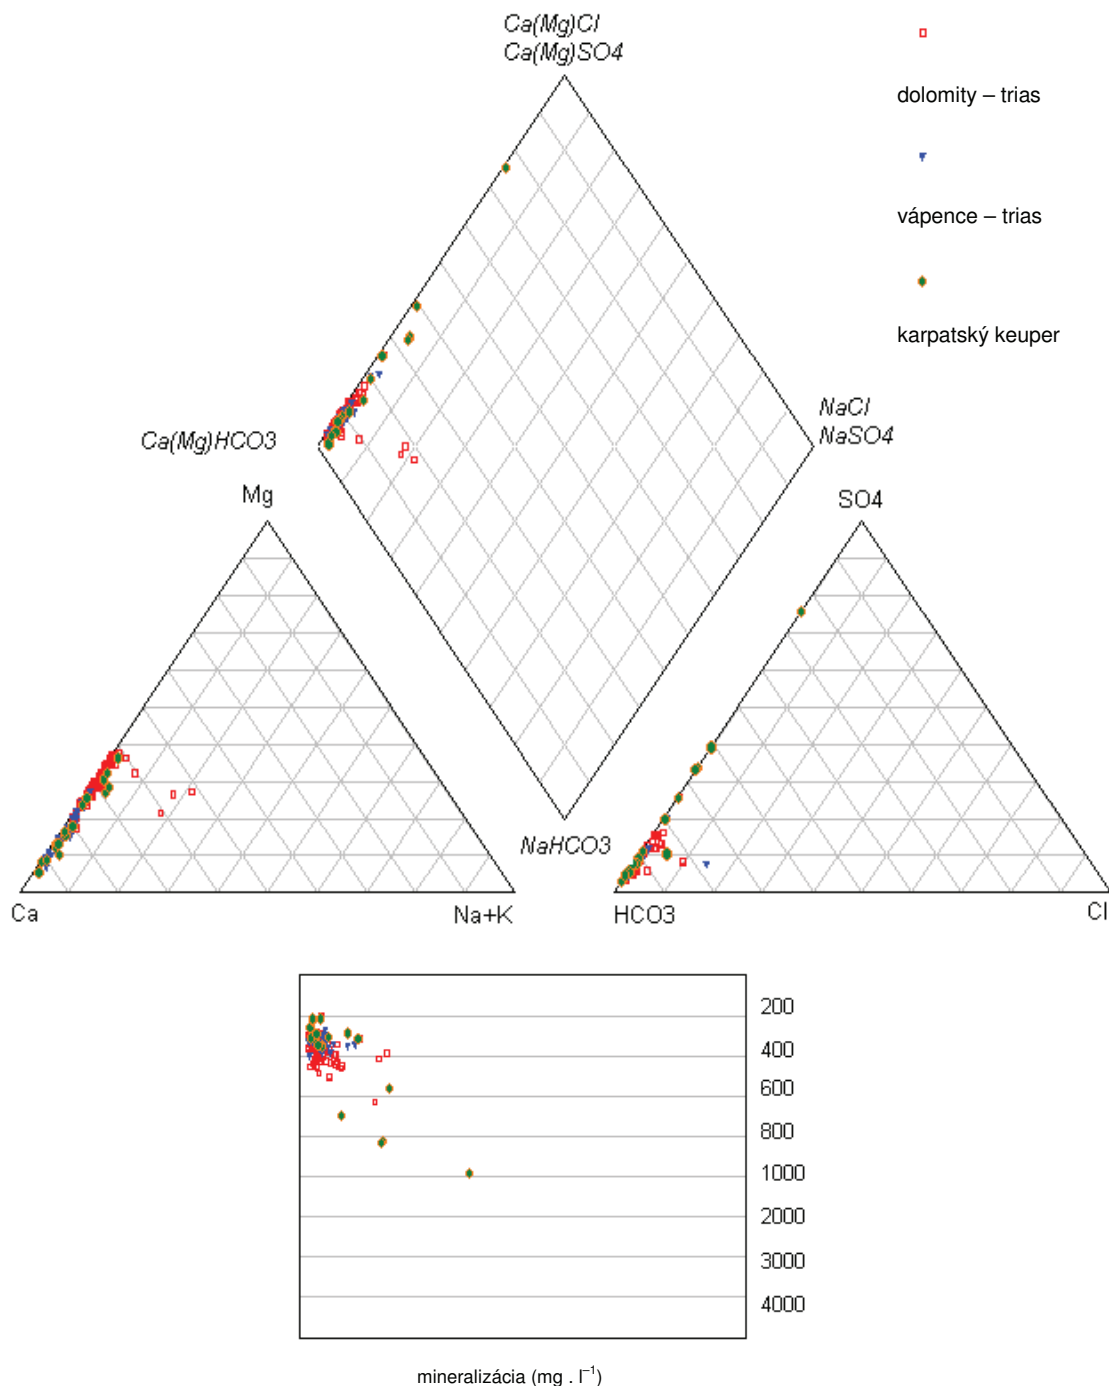 Ca(Mg)Cl
Ca(Mg)SO4
dolomity – trias
vápence – trias
karpatský keuper
Ca(Mg)HCO3
NaCl
NaSO4
Mg
SO4
NaHCO3
Ca
Na+K
HCO3
Cl
200
400
600
800
1000
2000
3000
4000
mineralizácia (mg . l⁻¹)